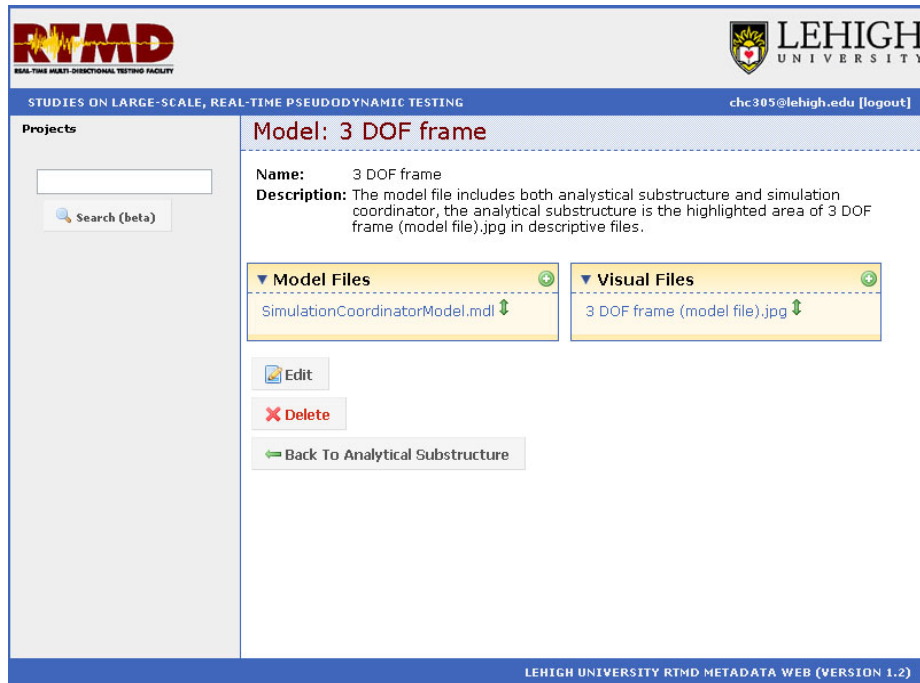 RTMD
REAL-TIME MULTI-DIRECTIONAL TESTING FACILITY
LEHIGH
UNIVERSITY
STUDIES ON LARGE-SCALE, REAL-TIME PSEUDODYNAMIC TESTING
chc305@lehigh.edu [logout]
Projects
Search (beta)
Model: 3 DOF frame
Name: 3 DOF frame
Description: The model file includes both analystical substructure and simulation
coordinator, the analytical substructure is the highlighted area of 3 DOF
frame (model file).jpg in descriptive files.
Model Files
SimulationCoordinatorModel.mdl
Visual Files
3 DOF frame (model file).jpg
Edit
Delete
Back To Analytical Substructure
LEHIGH UNIVERSITY RTMD METADATA WEB (VERSION 1.2)